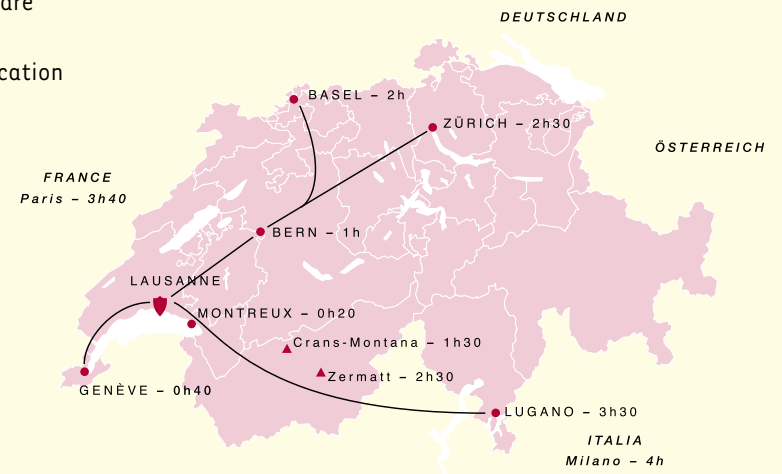 DEUTSCHLAND
cation
BASEL – 2h
ZÜRICH – 2h30
ÖSTERREICH
FRANCE
Paris – 3h40
BERN – 1h
LAUSANNE
MONTREUX – 0h20
Crans-Montana – 1h30
Zermatt – 2h30
GENÈVE – 0h40
LUGANO – 3h30
ITALIA
Milano – 4h